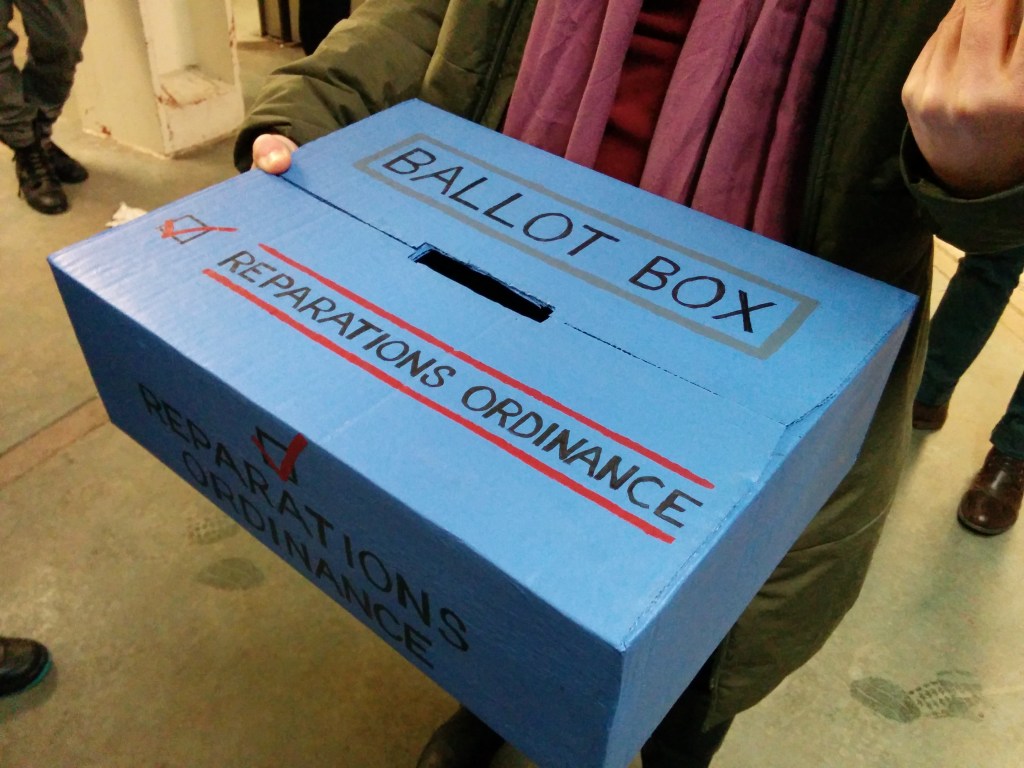 BALLOT BOX
REPARATIONS ORDINANCE
REPARATIONS
ORDINANCE